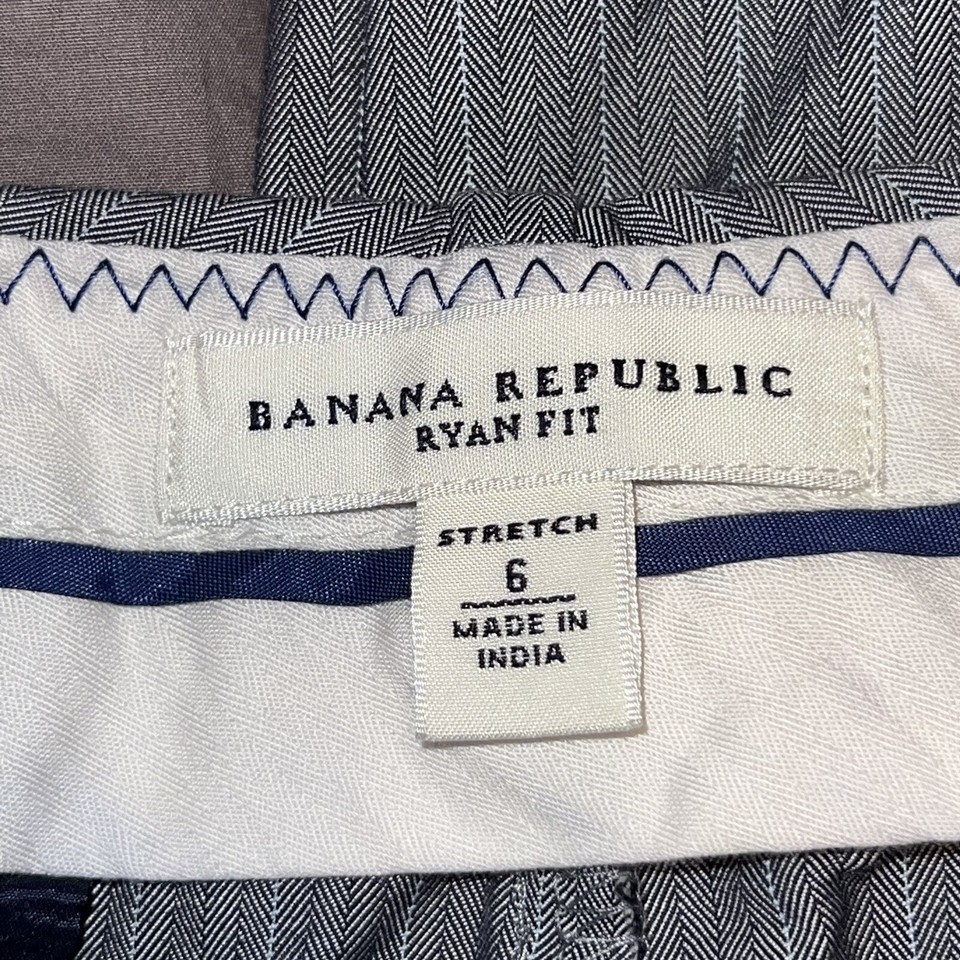 BANANA REPUBLIC
RYAN FIT
STRETCH
6
MADE IN
INDIA